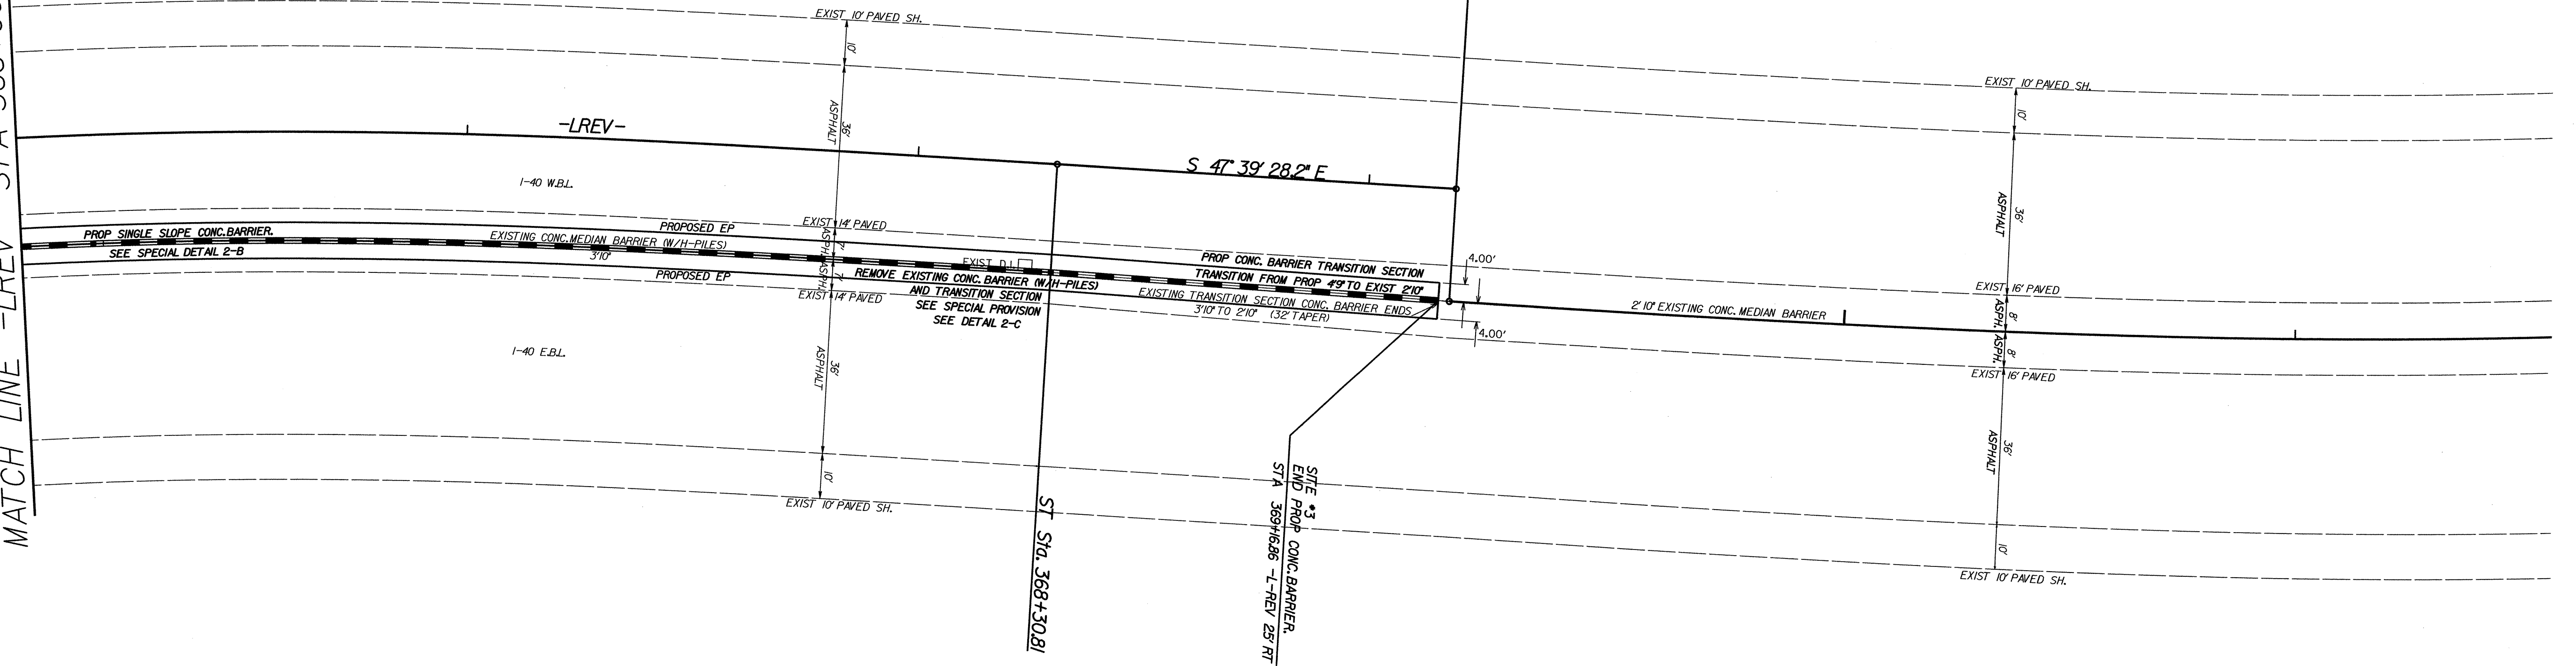 EXIST 10' PAVED SH.
10'
36'
ASPHALT
-LREV-
S 47° 39' 28.2" E
I-40 W.B.L.
EXIST 14' PAVED
ASPH.
7'
PROPOSED EP
PROP SINGLE SLOPE CONC.BARRIER.
SEE SPECIAL DETAIL 2-B
EXISTING CONC.MEDIAN BARRIER (W/H-PILES)
3'10"
PROPOSED EP
ASPH.
7'
EXIST 14' PAVED
EXIST D.I.
REMOVE EXISTING CONC. BARRIER (W/H-PILES)
AND TRANSITION SECTION
SEE SPECIAL PROVISION
SEE DETAIL 2-C
PROP CONC. BARRIER TRANSITION SECTION
TRANSITION FROM PROP 4'9" TO EXIST 2'10"
EXISTING TRANSITION SECTION CONC. BARRIER ENDS
3'10" TO 2'10" (32' TAPER)
4.00'
4.00'
2'10" EXISTING CONC. MEDIAN BARRIER
I-40 E.B.L.
36'
ASPHALT
10'
EXIST 10' PAVED SH.
ST Sta. 368+30.81
SITE #3
END PROP CONC.BARRIER.
STA 369+16.86 -L-REV 25' RT
EXIST 10' PAVED SH.
10'
36'
ASPHALT
EXIST 16' PAVED
8'
ASPH.
8'
ASPH.
EXIST 16' PAVED
36'
ASPHALT
10'
EXIST 10' PAVED SH.
MATCH LINE -LREV- STA